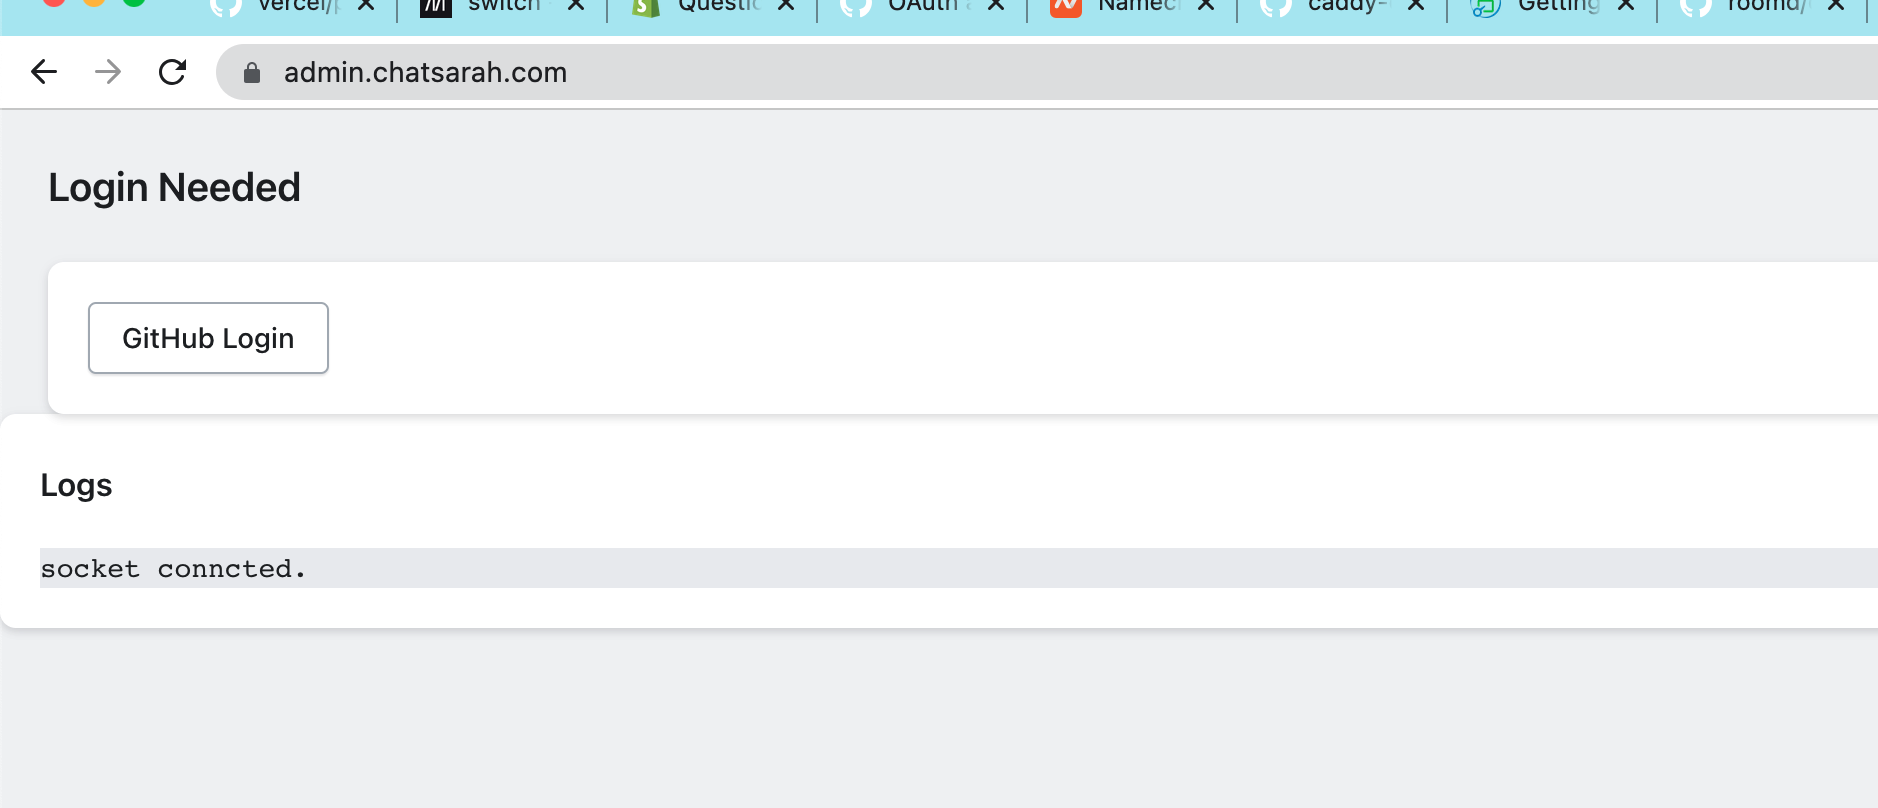 vercel/ switch Questi OAuth Namec caddy- Getting roomd/
admin.chatsarah.com
Login Needed
GitHub Login
Logs
socket conncted.